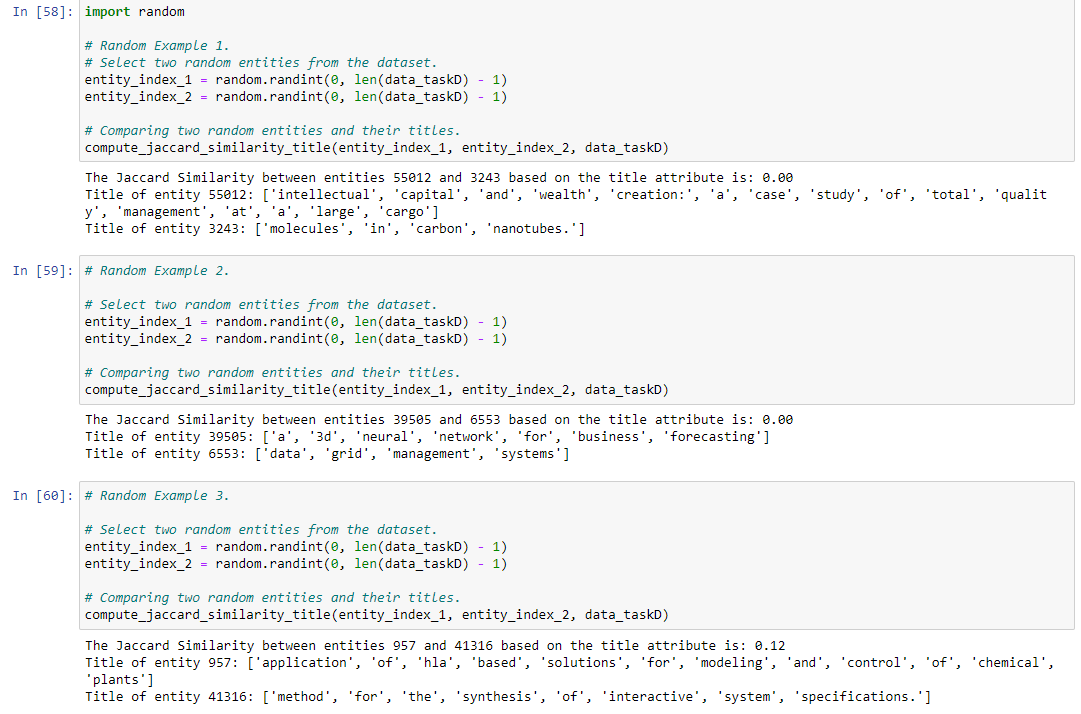 In [58]: import random
# Random Example 1.
# Select two random entities from the dataset.
entity_index_1 = random.randint(0, len(data_taskD) - 1)
entity_index_2 = random.randint(0, len(data_taskD) - 1)
# Comparing two random entities and their titles.
compute_jaccard_similarity_title(entity_index_1, entity_index_2, data_taskD)
The Jaccard Similarity between entities 55012 and 3243 based on the title attribute is: 0.00
Title of entity 55012: ['intellectual', 'capital', 'and', 'wealth', 'creation:', 'a', 'case', 'study', 'of', 'total', 'qualit
y', 'management', 'at', 'a', 'large', 'cargo']
Title of entity 3243: ['molecules', 'in', 'carbon', 'nanotubes.']
In [59]: # Random Example 2.
# Select two random entities from the dataset.
entity_index_1 = random.randint(0, len(data_taskD) - 1)
entity_index_2 = random.randint(0, len(data_taskD) - 1)
# Comparing two random entities and their titles.
compute_jaccard_similarity_title(entity_index_1, entity_index_2, data_taskD)
The Jaccard Similarity between entities 39505 and 6553 based on the title attribute is: 0.00
Title of entity 39505: ['a', '3d', 'neural', 'network', 'for', 'business', 'forecasting']
Title of entity 6553: ['data', 'grid', 'management', 'systems']
In [60]: # Random Example 3.
# Select two random entities from the dataset.
entity_index_1 = random.randint(0, len(data_taskD) - 1)
entity_index_2 = random.randint(0, len(data_taskD) - 1)
# Comparing two random entities and their titles.
compute_jaccard_similarity_title(entity_index_1, entity_index_2, data_taskD)
The Jaccard Similarity between entities 957 and 41316 based on the title attribute is: 0.12
Title of entity 957: ['application', 'of', 'hla', 'based', 'solutions', 'for', 'modeling', 'and', 'control', 'of', 'chemical',
'plants']
Title of entity 41316: ['method', 'for', 'the', 'synthesis', 'of', 'interactive', 'system', 'specifications.']